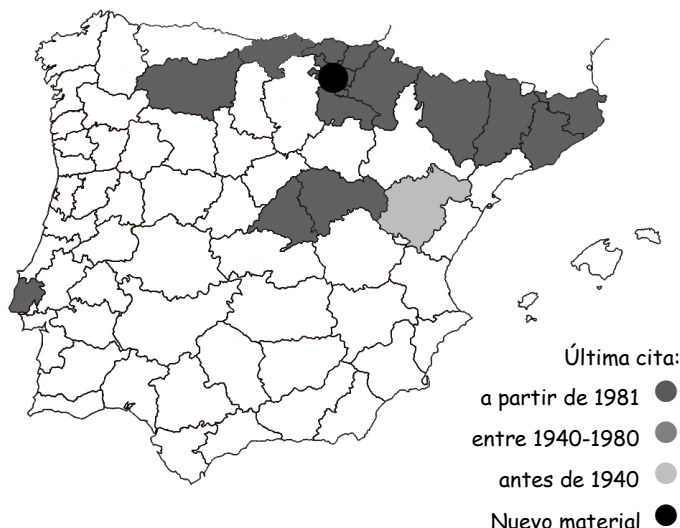 Última cita:
a partir de 1981
entre 1940-1980
antes de 1940
Nuevo material